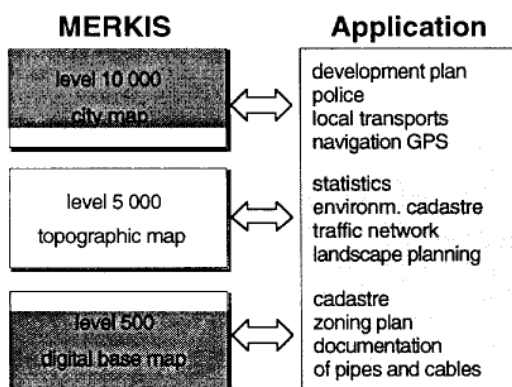 MERKIS
level 10 000
city map
level 5 000
topographic map
level 500
digital base map
Application
development plan
police
local transports
navigation GPS
statistics
environm. cadastre
traffic network
landscape planning
cadastre
zoning plan
documentation
of pipes and cables